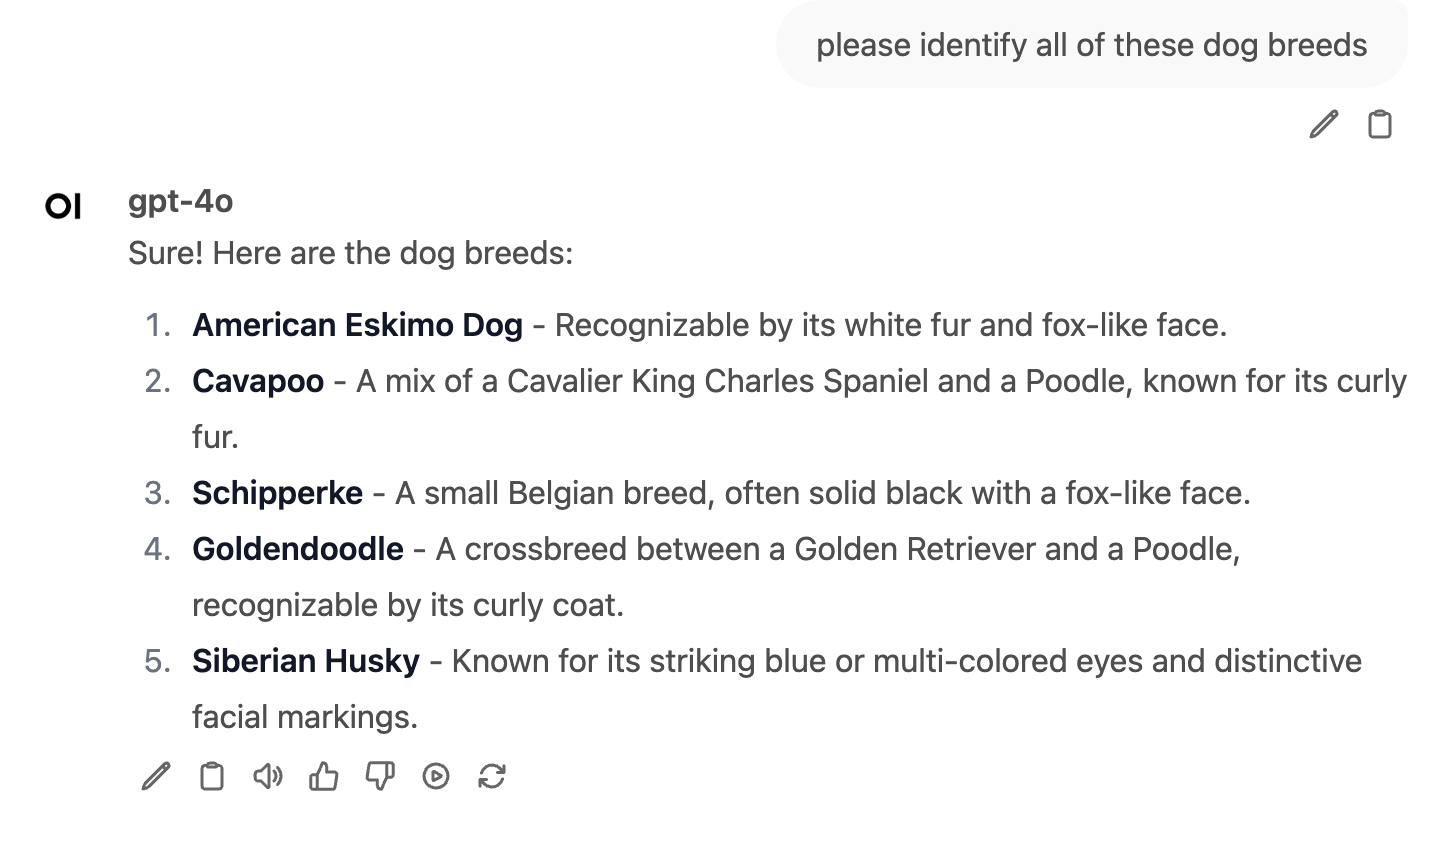 please identify all of these dog breeds
OI
gpt-4o
Sure! Here are the dog breeds:
1. American Eskimo Dog - Recognizable by its white fur and fox-like face.
2. Cavapoo - A mix of a Cavalier King Charles Spaniel and a Poodle, known for its curly
fur.
3. Schipperke - A small Belgian breed, often solid black with a fox-like face.
4. Goldendoodle - A crossbreed between a Golden Retriever and a Poodle,
recognizable by its curly coat.
5. Siberian Husky - Known for its striking blue or multi-colored eyes and distinctive
facial markings.